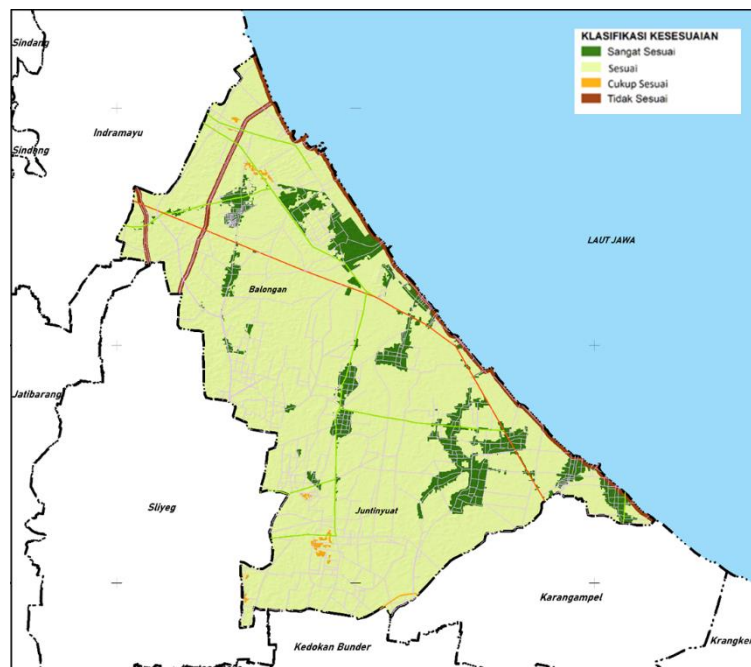 KLASIFIKASI KESESUAIAN
Sangat Sesuai
Sesuai
Cukup Sesuai
Tidak Sesuai
Sindang
Indramayu
Sindang
LAUT JAWA
Balongan
Jatibarang
Sliyeg
Juntinyuat
Karangampel
Kedokan Bunder
Krangken